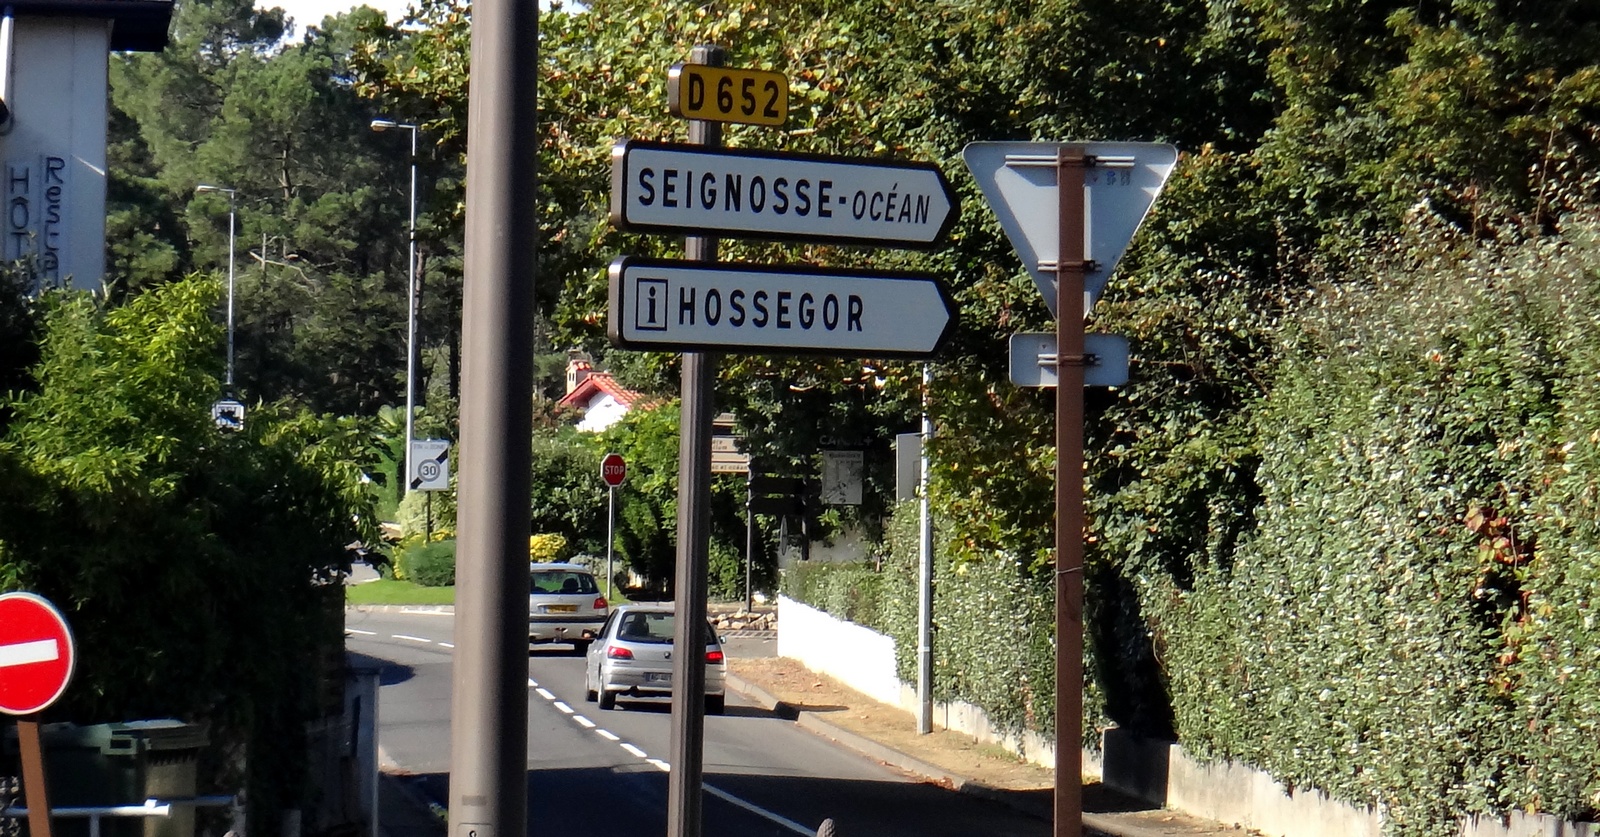 D 652
SEIGNOSSE-OCÉAN
i HOSSEGOR
30
STOP